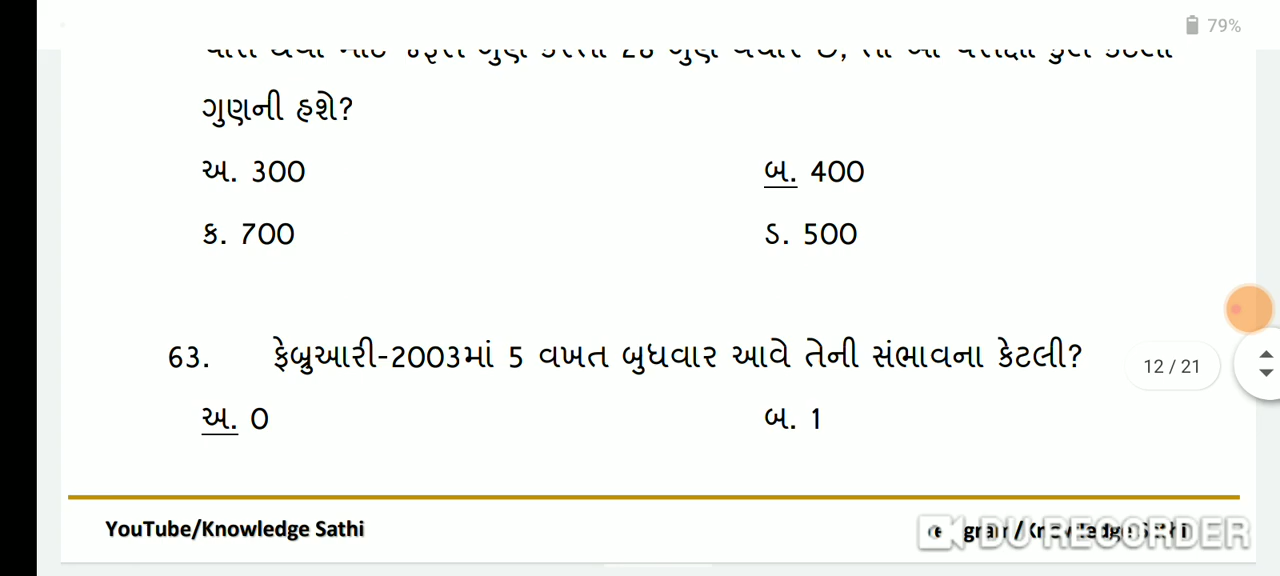 79%
ગુણની હશે?
અ. 300 બ. 400
ક. 700 ડ. 500
63. ફેબ્રુઆરી-2003માં 5 વખત બુધવાર આવે તેની સંભાવના કેટલી?
12 / 21
અ. 0 બ. 1
YouTube/Knowledge Sathi
DU RECORDER